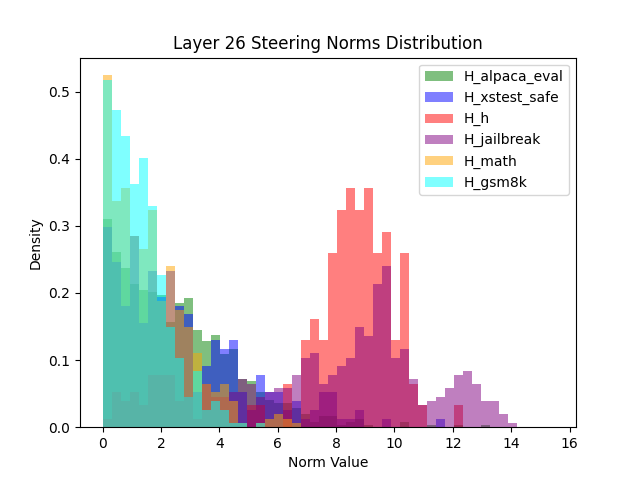 Layer 26 Steering Norms Distribution
H_alpaca_eval
H_xstest_safe
H_h
H_jailbreak
H_math
H_gsm8k
Density
0.5
0.4
0.3
0.2
0.1
0.0
0 2 4 6 8 10 12 14 16
Norm Value